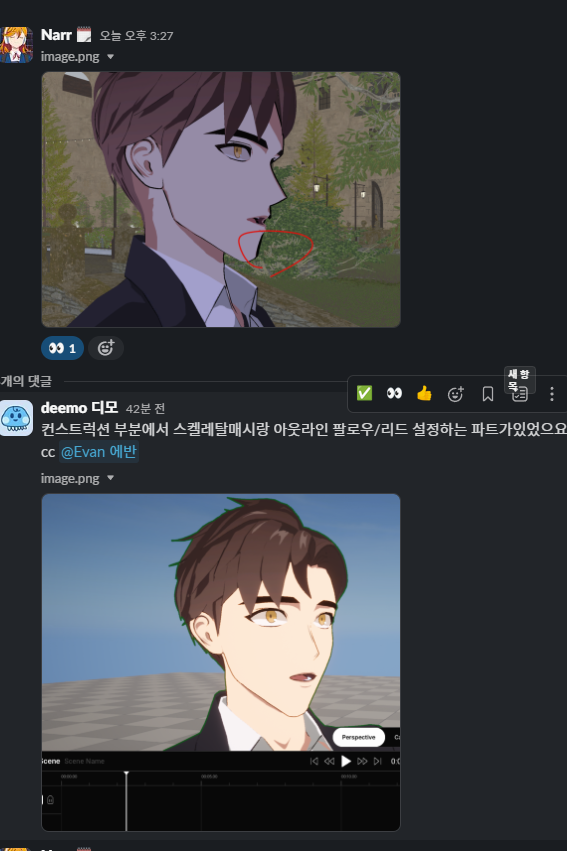 Narr 오늘 오후 3:27
image.png
1
개의 댓글
새 항목
deemo 디모 42분 전
컨스트럭션 부분에서 스켈레탈매시랑 아웃라인 팔로우/리드 설정하는 파트가있었으요
cc @Evan 에반
image.png
Perspective
Scene Scene Name